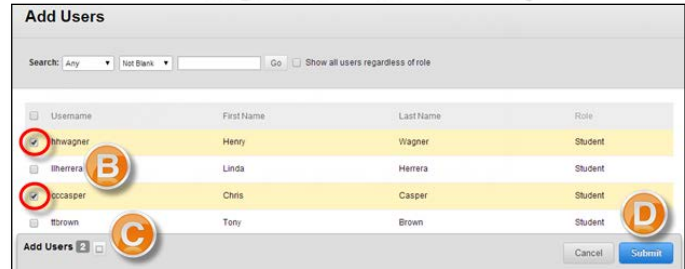 Add Users
Search: Any Not Blank Go Show all users regardless of role
Username First Name Last Name Role
hhwagner Henry Wagner Student
llherrera Linda Herrera Student
B
cccasper Chris Casper Student
ttbrown Tony Brown Student
C
D
Add Users 2 Cancel Submit